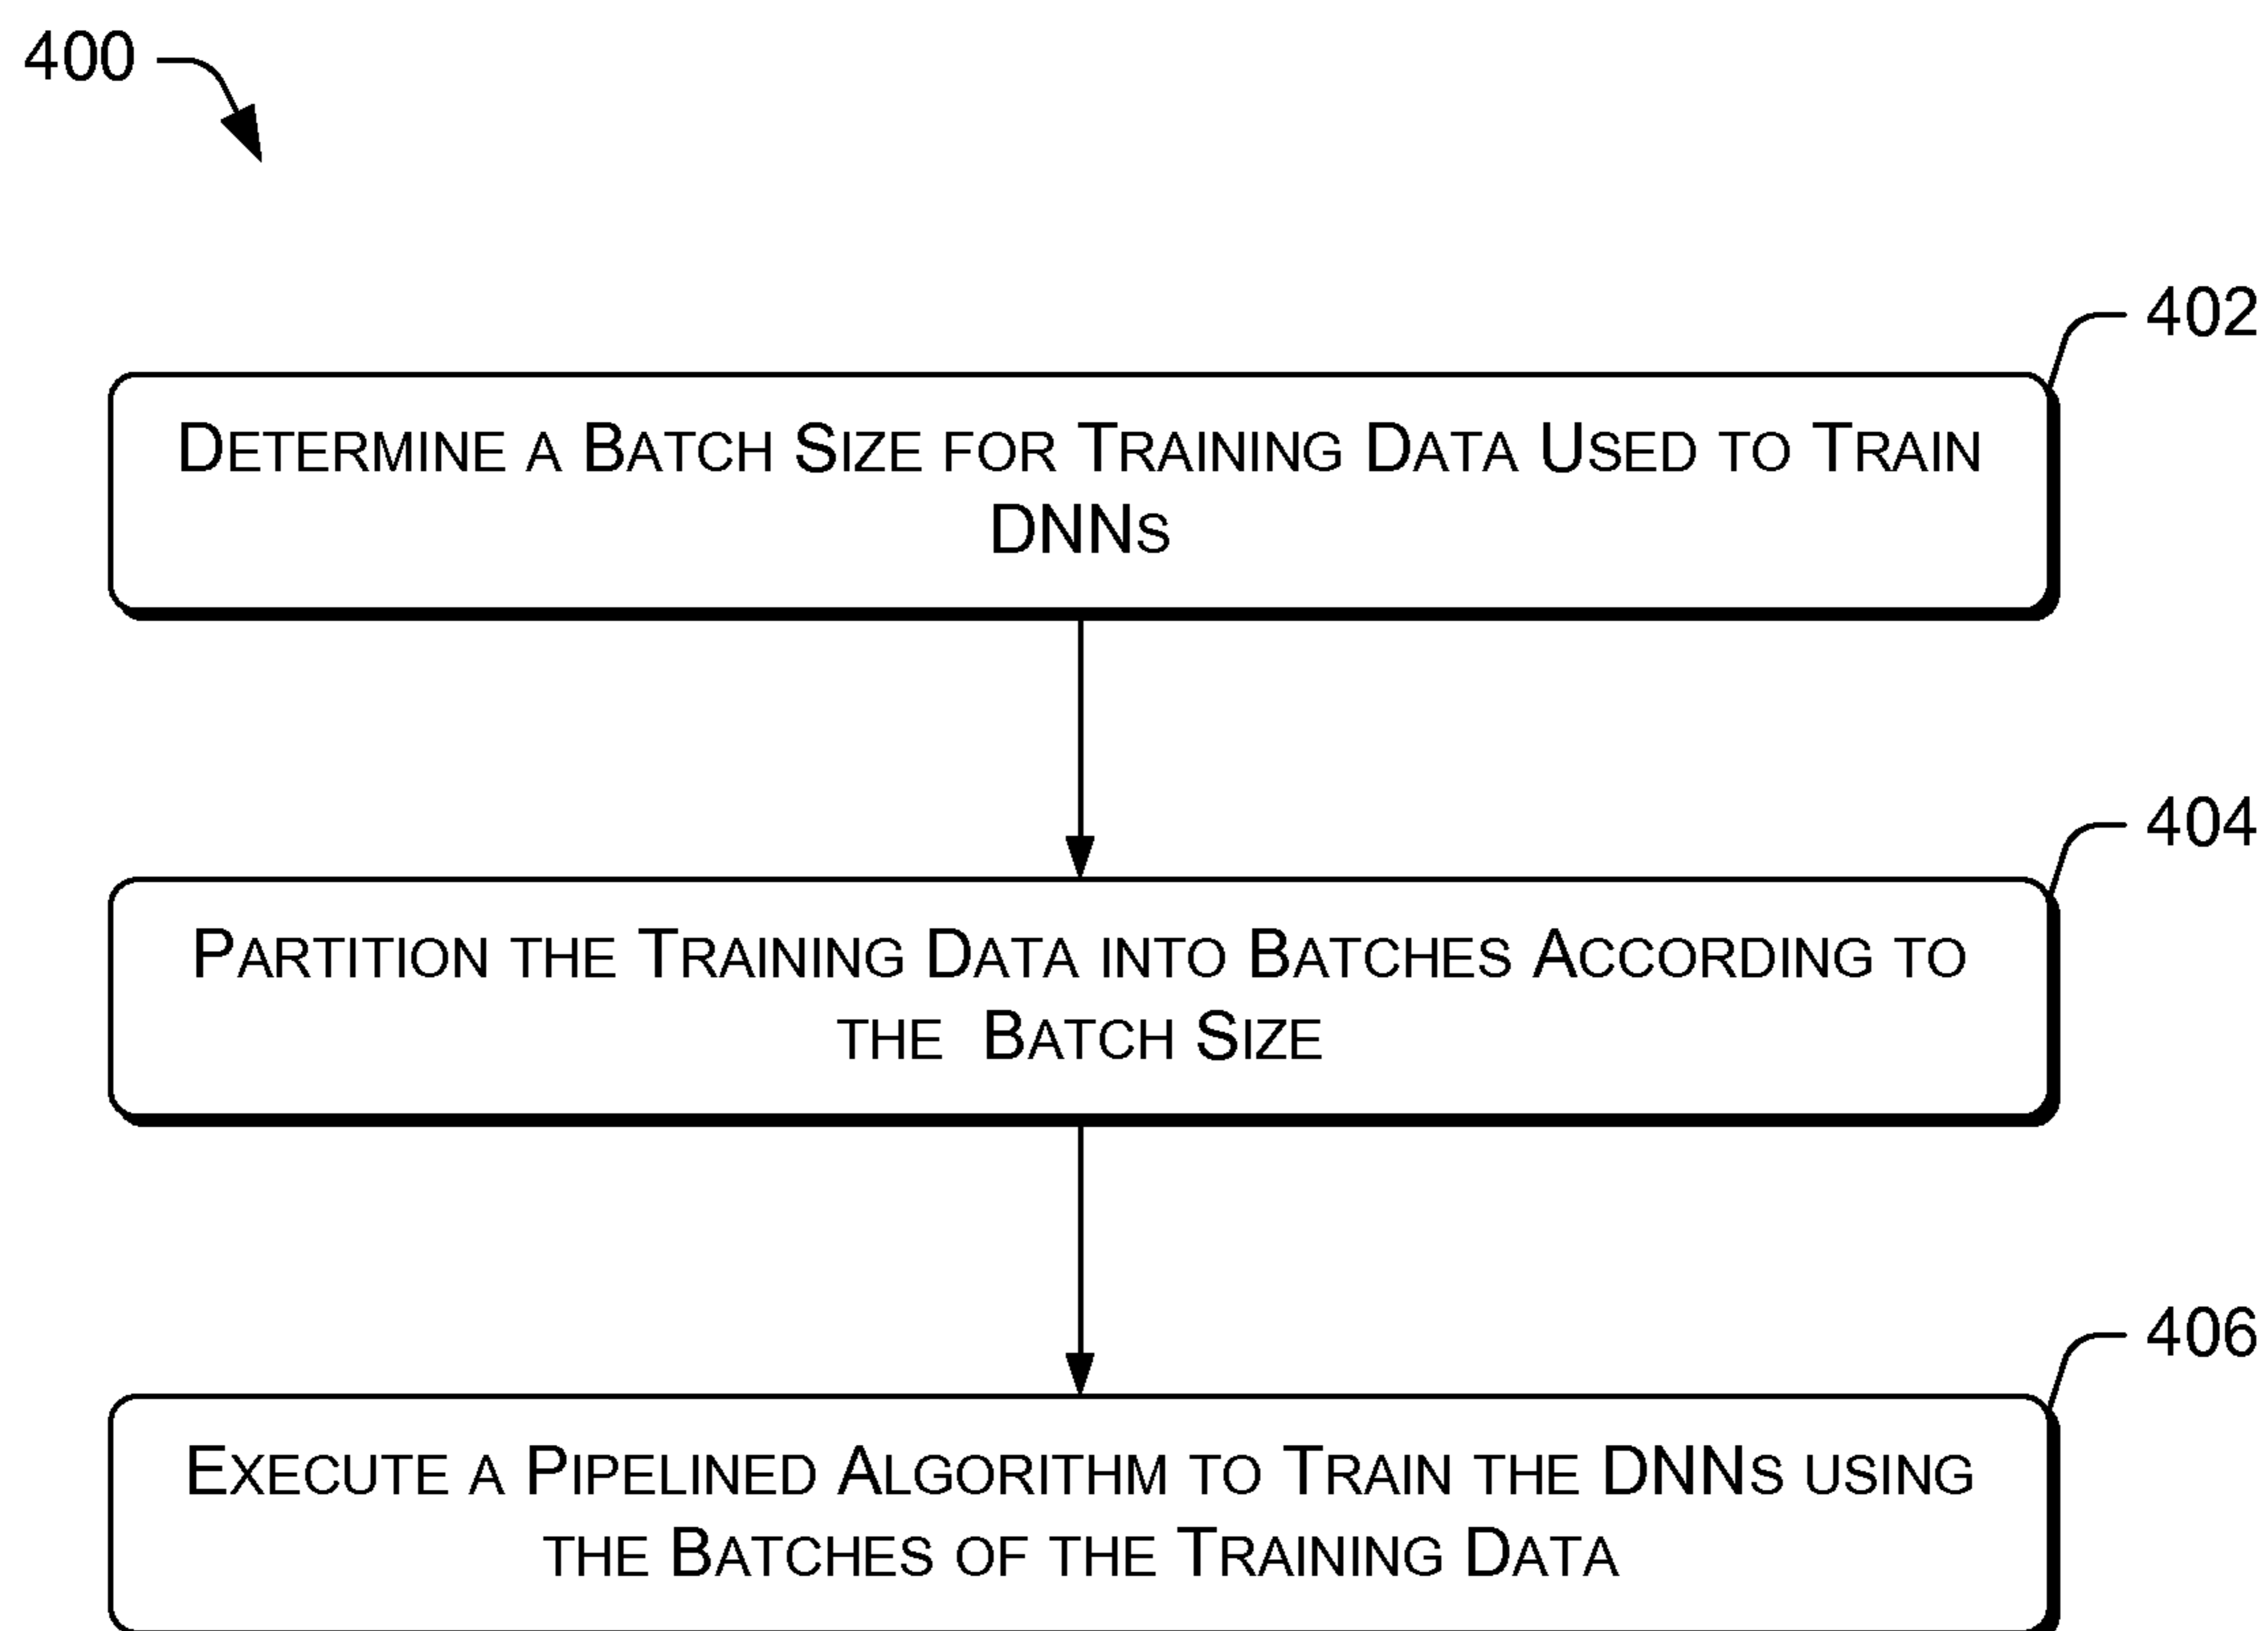 400
402
Determine a Batch Size for Training Data Used to Train
DNNs
404
Partition the Training Data into Batches According to
the Batch Size
406
Execute a Pipelined Algorithm to Train the DNNs using
the Batches of the Training Data